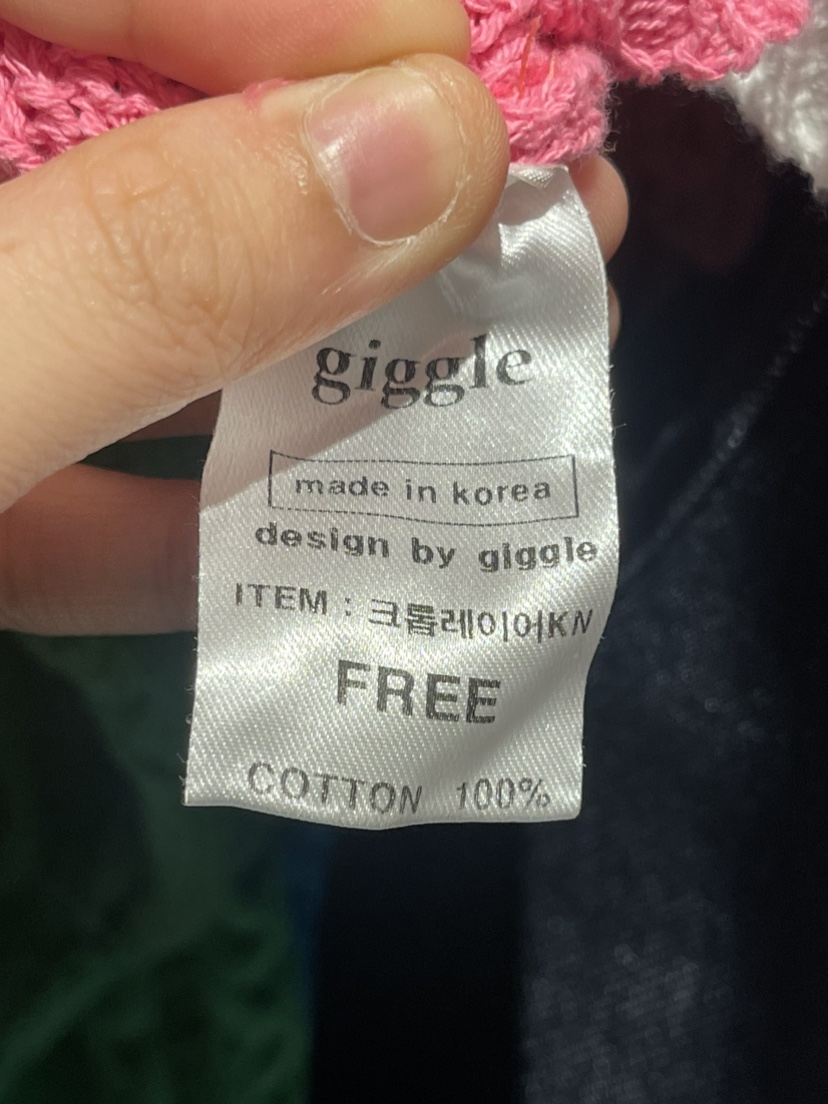 giggle
made in korea
design by giggle
ITEM : 크롭레이어KN
FREE
COTTON 100%